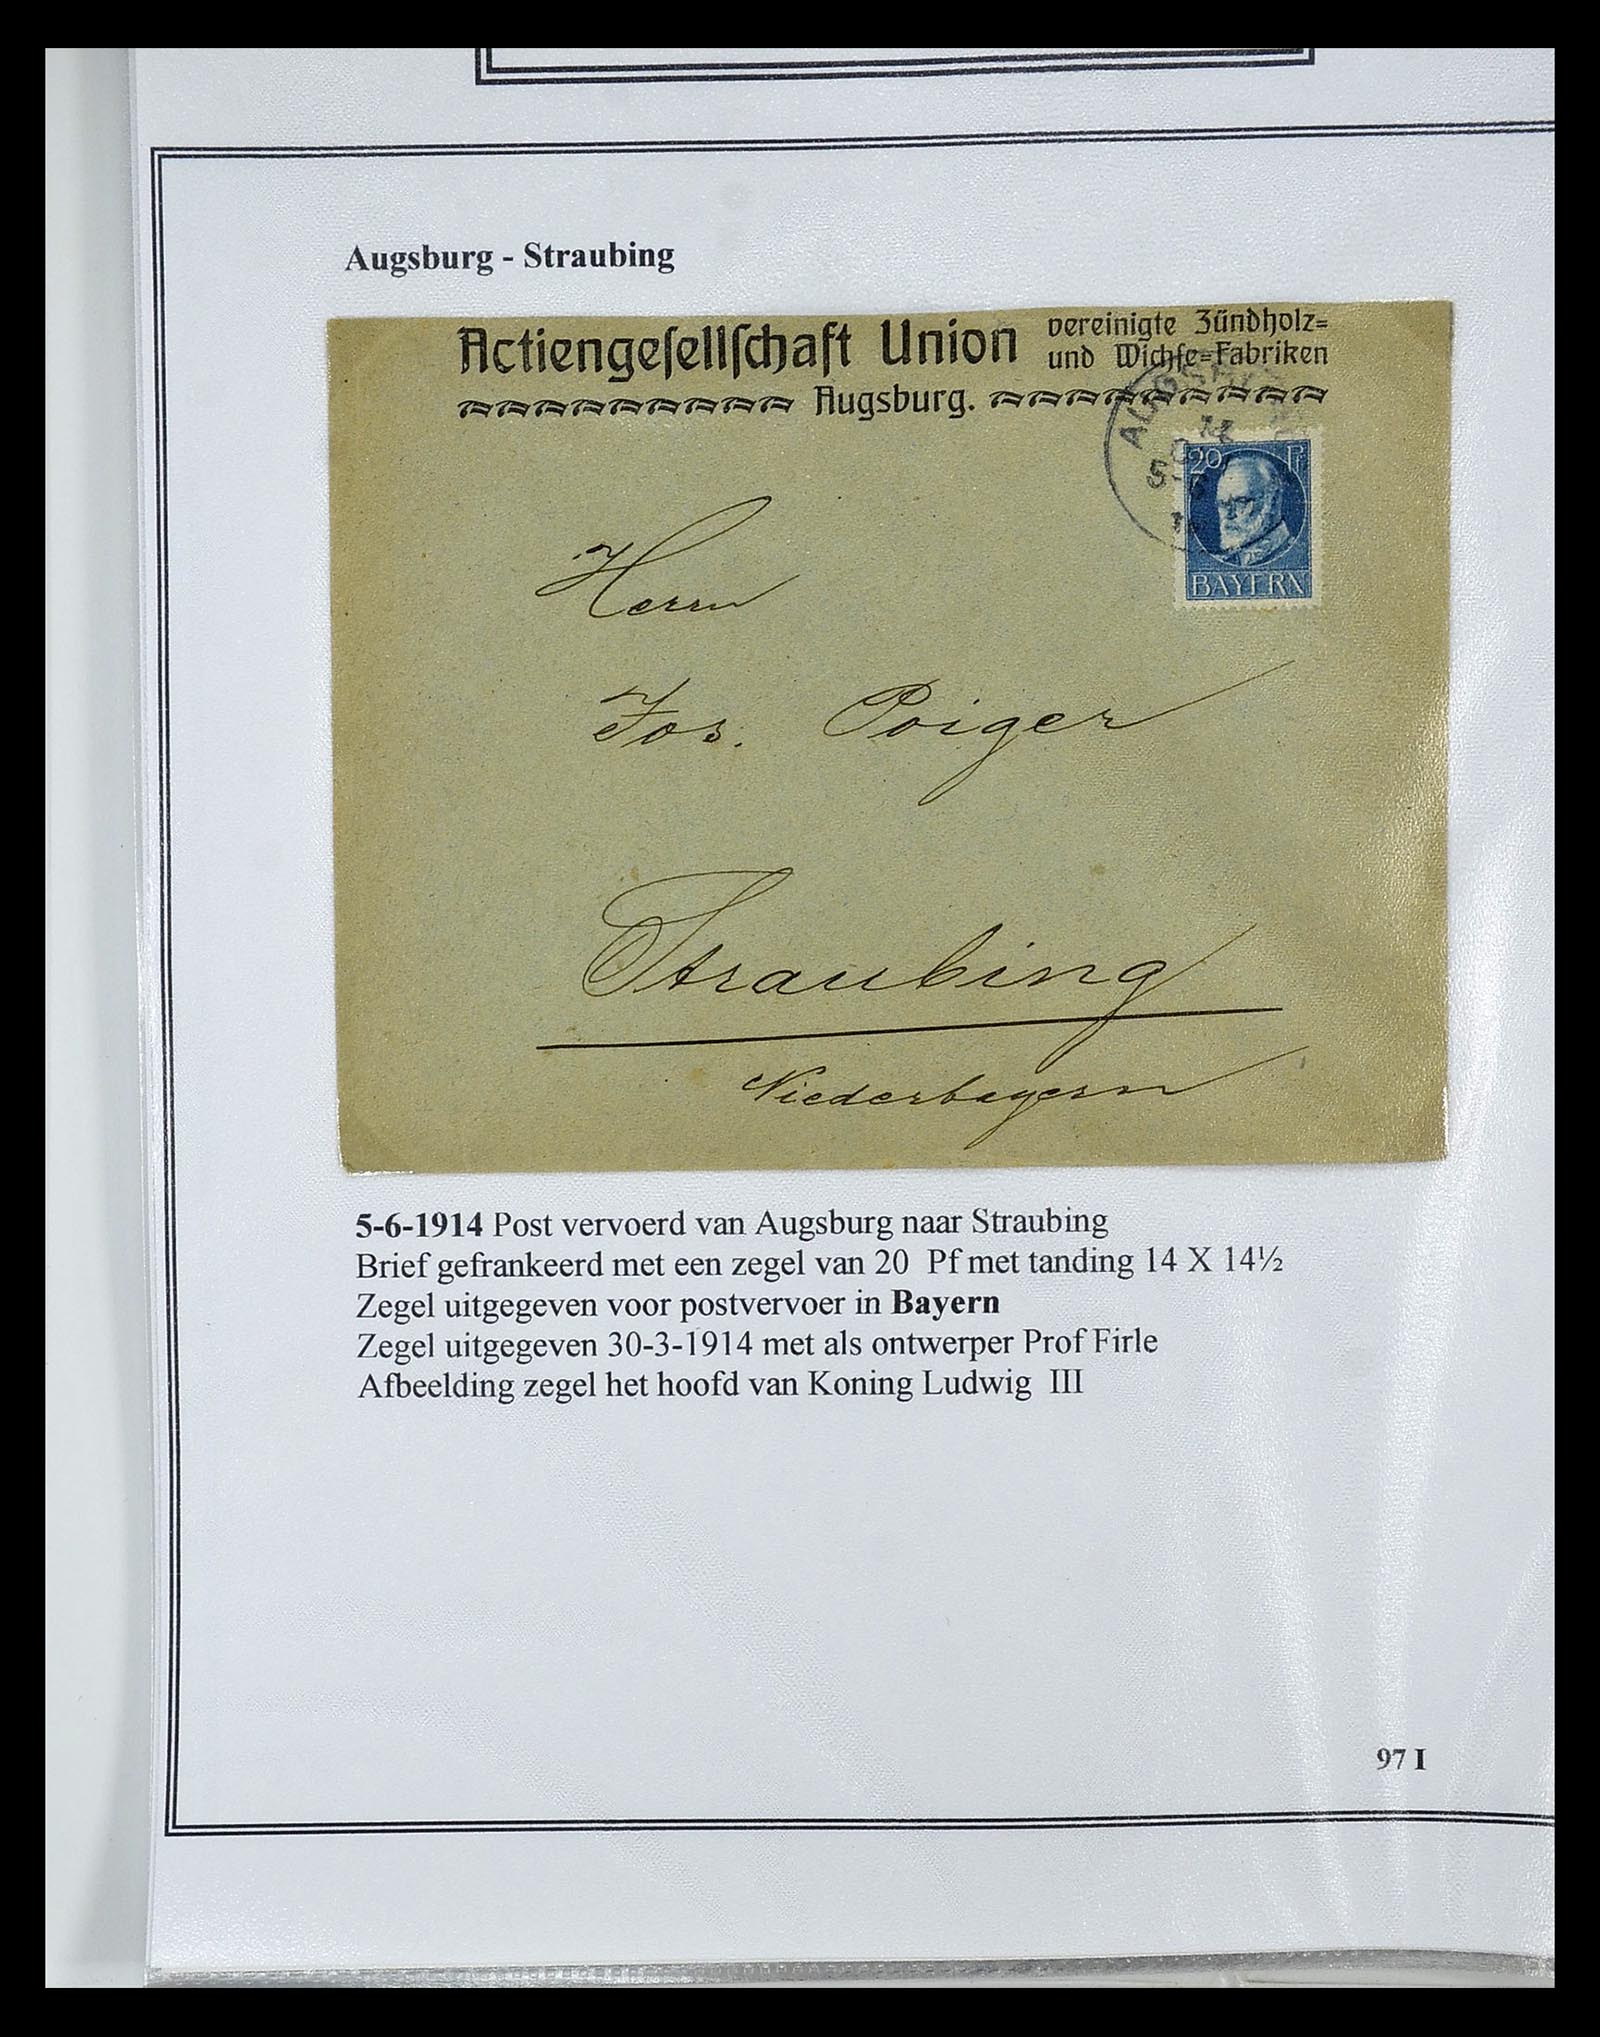 Augsburg - Straubing
Actiengesellschaft Union
vereinigte Zündholz=
und Wichse=Fabriken
Augsburg.
20 Pf
BAYERN
Herrn
Jos. Poiger
Straubing
Niederbayern
5-6-1914 Post vervoerd van Augsburg naar Straubing
Brief gefrankeerd met een zegel van 20 Pf met tanding 14 X 14½
Zegel uitgegeven voor postvervoer in Bayern
Zegel uitgegeven 30-3-1914 met als ontwerper Prof Firle
Afbeelding zegel het hoofd van Koning Ludwig III
97 I